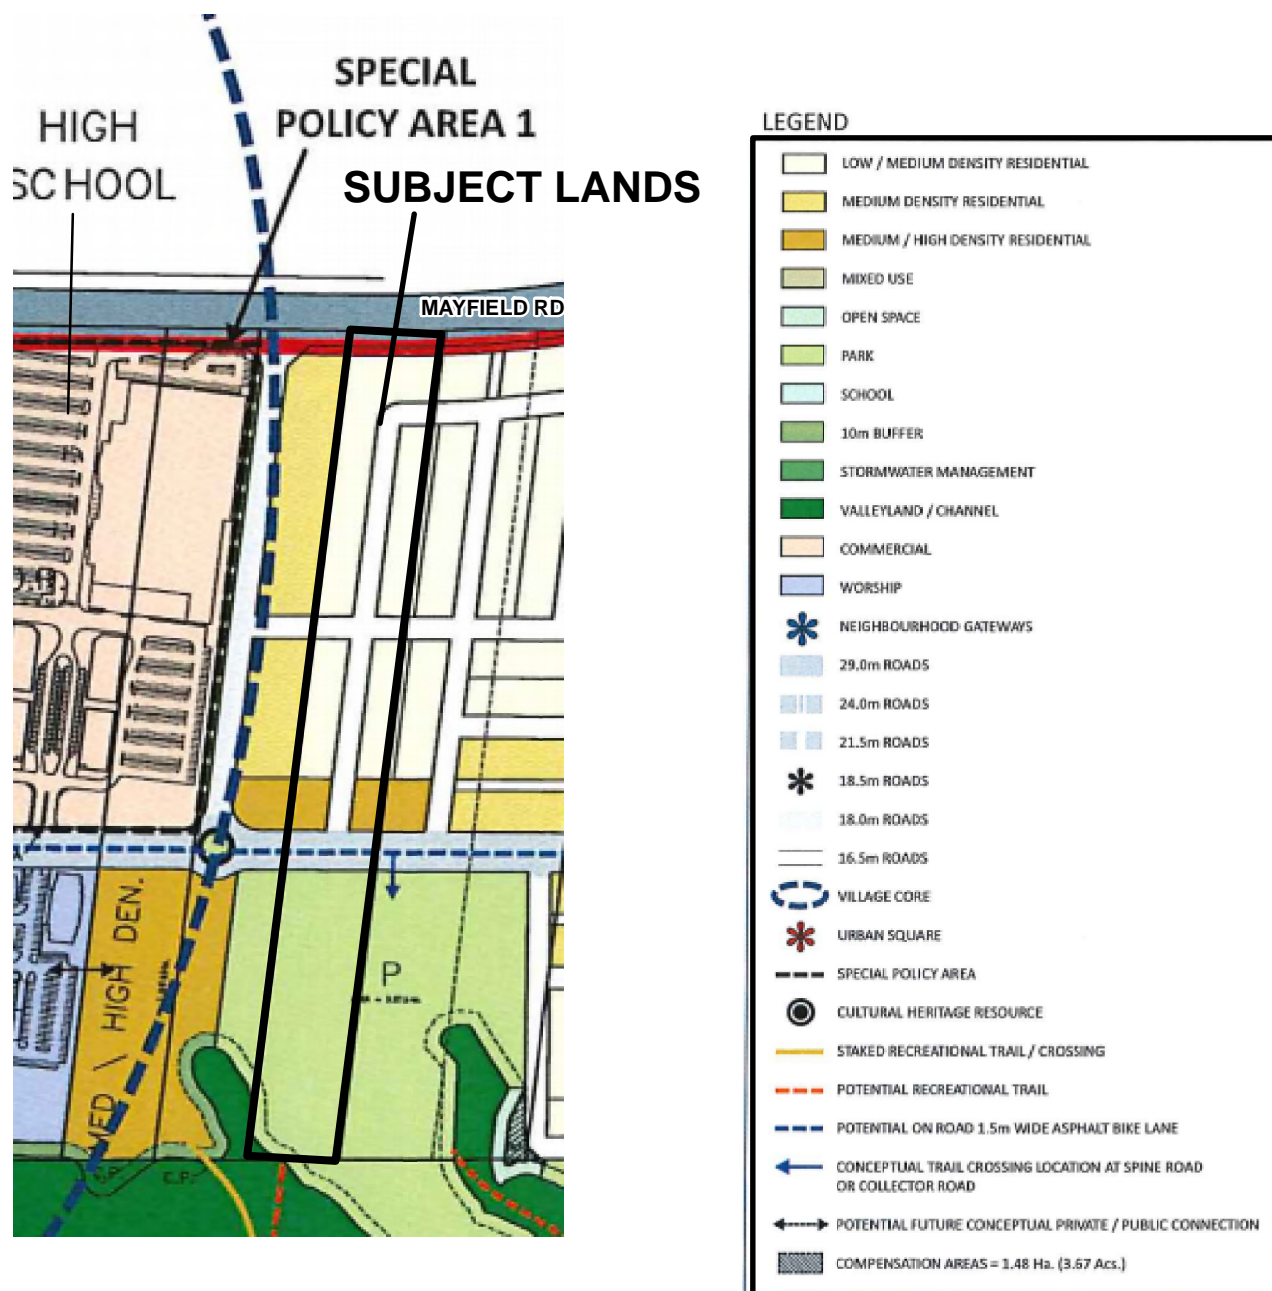 SPECIAL
POLICY AREA 1
HIGH
SCHOOL
SUBJECT LANDS
MAYFIELD RD
MED / HIGH DEN.
P
C.P.
C.P.
LEGEND
LOW / MEDIUM DENSITY RESIDENTIAL
MEDIUM DENSITY RESIDENTIAL
MEDIUM / HIGH DENSITY RESIDENTIAL
MIXED USE
OPEN SPACE
PARK
SCHOOL
10m BUFFER
STORMWATER MANAGEMENT
VALLEYLAND / CHANNEL
COMMERCIAL
WORSHIP
NEIGHBOURHOOD GATEWAYS
29.0m ROADS
24.0m ROADS
21.5m ROADS
18.5m ROADS
18.0m ROADS
16.5m ROADS
VILLAGE CORE
URBAN SQUARE
SPECIAL POLICY AREA
CULTURAL HERITAGE RESOURCE
STAKED RECREATIONAL TRAIL / CROSSING
POTENTIAL RECREATIONAL TRAIL
POTENTIAL ON ROAD 1.5m WIDE ASPHALT BIKE LANE
CONCEPTUAL TRAIL CROSSING LOCATION AT SPINE ROAD
OR COLLECTOR ROAD
POTENTIAL FUTURE CONCEPTUAL PRIVATE / PUBLIC CONNECTION
COMPENSATION AREAS = 1.48 Ha. (3.67 Acs.)